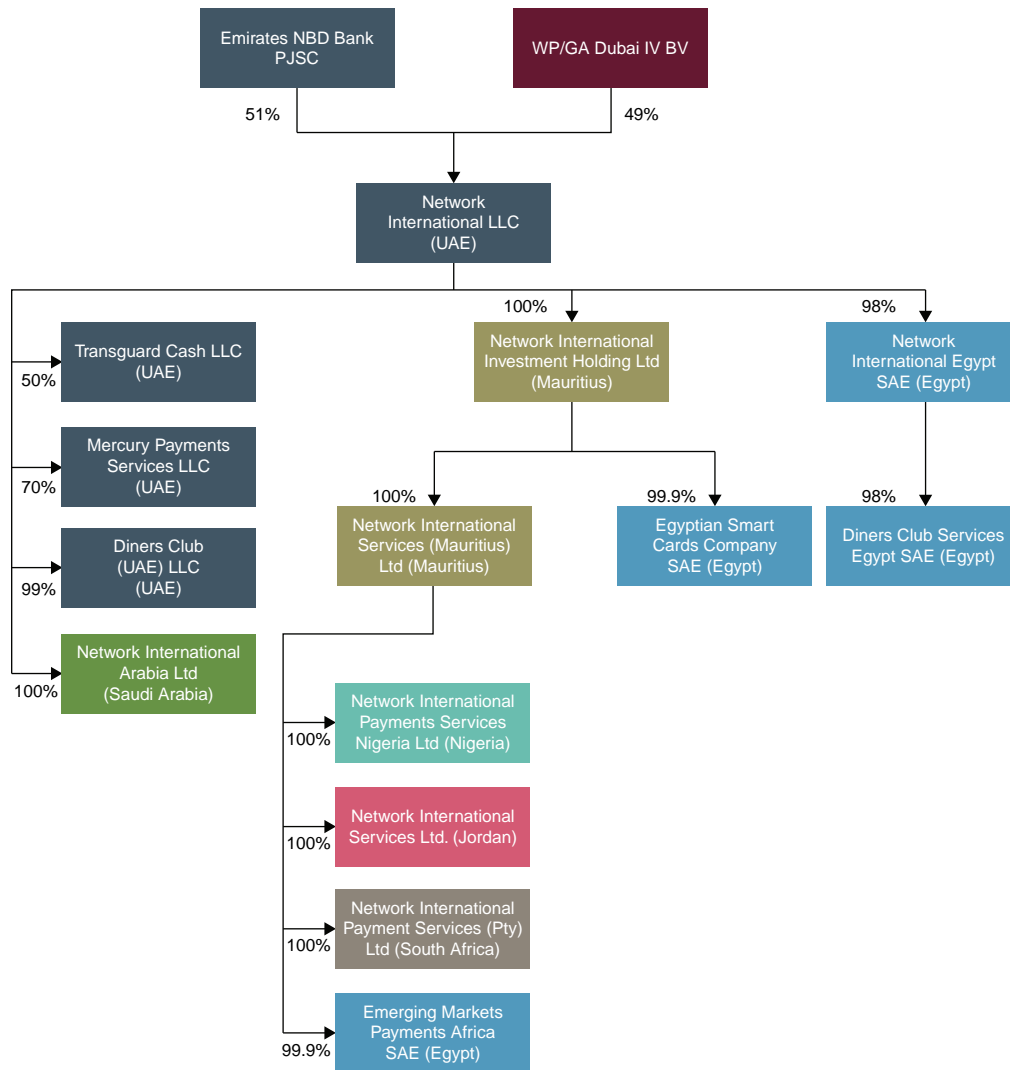 Emirates NBD Bank
PJSC
WP/GA Dubai IV BV
51%
49%
Network
International LLC
(UAE)
100%
98%
Transguard Cash LLC
(UAE)
50%
Network International
Investment Holding Ltd
(Mauritius)
Network
International Egypt
SAE (Egypt)
Mercury Payments
Services LLC
(UAE)
70%
100%
99.9%
98%
Network International
Services (Mauritius)
Ltd (Mauritius)
Egyptian Smart
Cards Company
SAE (Egypt)
Diners Club Services
Egypt SAE (Egypt)
Diners Club
(UAE) LLC
(UAE)
99%
Network International
Arabia Ltd
(Saudi Arabia)
100%
Network International
Payments Services
Nigeria Ltd (Nigeria)
100%
Network International
Services Ltd. (Jordan)
100%
Network International
Payment Services (Pty)
Ltd (South Africa)
100%
Emerging Markets
Payments Africa
SAE (Egypt)
99.9%